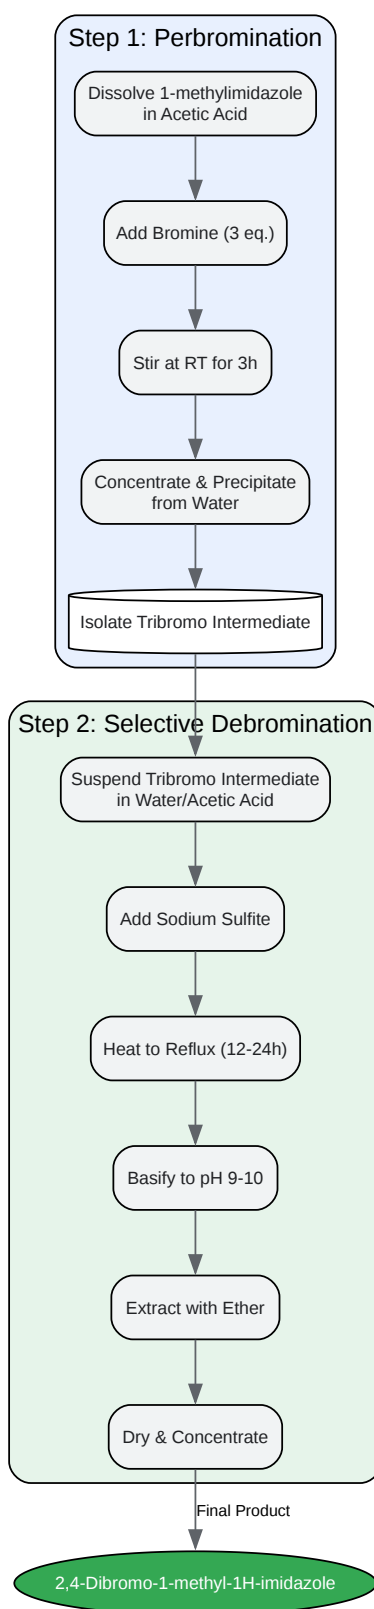 Step 1: Perbromination
Dissolve 1-methylimidazole
in Acetic Acid
Add Bromine (3 eq.)
Stir at RT for 3h
Concentrate & Precipitate
from Water
Isolate Tribromo Intermediate
Step 2: Selective Debromination
Suspend Tribromo Intermediate
in Water/Acetic Acid
Add Sodium Sulfite
Heat to Reflux (12-24h)
Basify to pH 9-10
Extract with Ether
Dry & Concentrate
Final Product
2,4-Dibromo-1-methyl-1H-imidazole